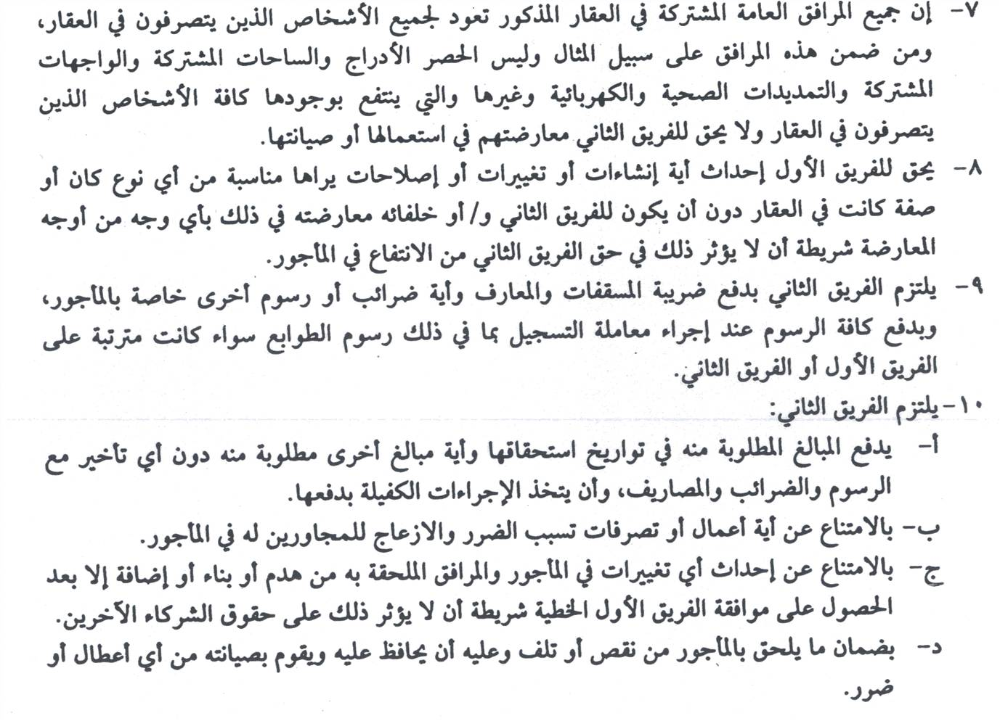 ٧- إن جميع المرافق العامة المشتركة في العقار المذكور تعود لجميع الأشخاص الذين يتصرفون في العقار،
ومن ضمن هذه المرافق على سبيل المثال وليس الحصر الأدراج والساحات المشتركة والواجهات
المشتركة والتمديدات الصحية والكهربائية وغيرها والتي ينتفع بوجودها كافة الأشخاص الذين
يتصرفون في العقار ولا يحق للفريق الثاني معارضتهم في استعمالها أو صيانتها.
٨- يحق للفريق الأول إحداث أية إنشاءات أو تغييرات أو إصلاحات يراها مناسبة من أي نوع كان أو
صفة كانت في العقار دون أن يكون للفريق الثاني و/أو خلفائه معارضته في ذلك بأي وجه من أوجه
المعارضة شريطة أن لا يؤثر ذلك في حق الفريق الثاني من الانتفاع في المأجور.
٩- يلتزم الفريق الثاني بدفع ضريبة المسقفات والمعارف وأية ضرائب أو رسوم أخرى خاصة بالمأجور،
وبدفع كافة الرسوم عند إجراء معاملة التسجيل بما في ذلك رسوم الطوابع سواء كانت مترتبة على
الفريق الأول أو الفريق الثاني.
١٠- يلتزم الفريق الثاني:
أ- يدفع المبالغ المطلوبة منه في تواريخ استحقاقها وأية مبالغ أخرى مطلوبة منه دون أي تأخير مع
الرسوم والضرائب والمصاريف، وأن يتخذ الإجراءات الكفيلة بدفعها.
ب- بالامتناع عن أية أعمال أو تصرفات تسبب الضرر والازعاج للمجاورين له في المأجور.
ج- بالامتناع عن إحداث أي تغييرات في المأجور والمرافق الملحقة به من هدم أو بناء أو إضافة إلا بعد
الحصول على موافقة الفريق الأول الخطية شريطة أن لا يؤثر ذلك على حقوق الشركاء الآخرين.
د- بضمان ما يلحق بالمأجور من نقص أو تلف وعليه أن يحافظ عليه ويقوم بصيانته من أي أعطال أو
ضرر.